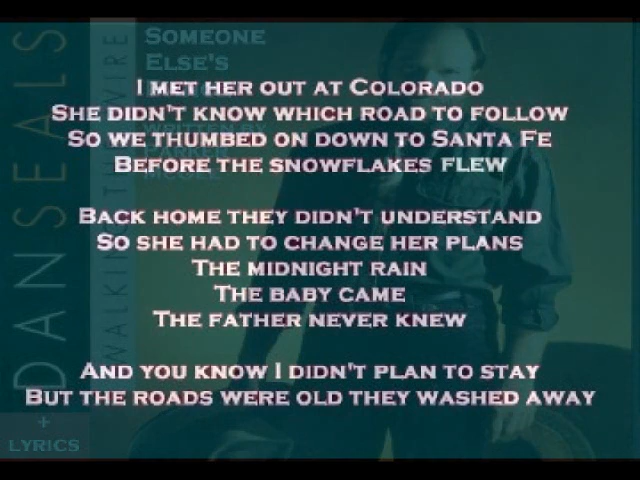 DAN SEALS
WALKING THE WIRE
SOMEONE
ELSE'S
WRITTEN BY
I MET HER OUT AT COLORADO
SHE DIDN'T KNOW WHICH ROAD TO FOLLOW
SO WE THUMBED ON DOWN TO SANTA FE
BEFORE THE SNOWFLAKES FLEW
BACK HOME THEY DIDN'T UNDERSTAND
SO SHE HAD TO CHANGE HER PLANS
THE MIDNIGHT RAIN
THE BABY CAME
THE FATHER NEVER KNEW
AND YOU KNOW I DIDN'T PLAN TO STAY
BUT THE ROADS WERE OLD THEY WASHED AWAY
+
LYRICS